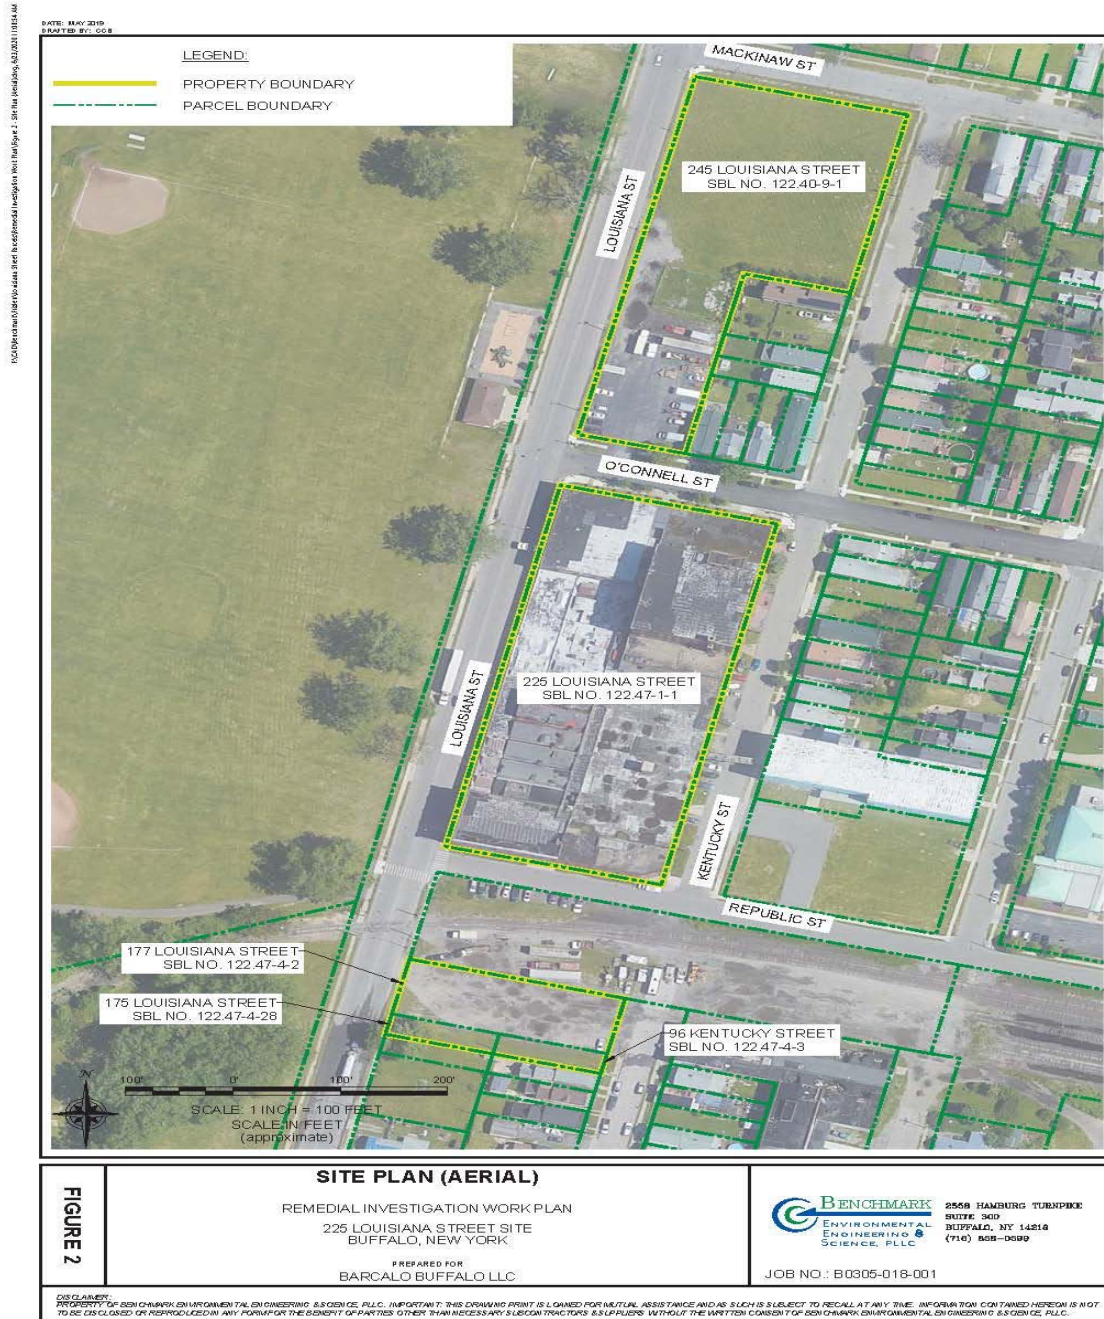 DATE: MAY 2019
DRAFTED BY: CCB
LEGEND:
PROPERTY BOUNDARY
PARCEL BOUNDARY
MACKINAW ST
245 LOUISIANA STREET
SBL NO. 122.40-9-1
LOUISIANA ST
O'CONNELL ST
225 LOUISIANA STREET
SBL NO. 122.47-1-1
LOUISIANA ST
KENTUCKY ST
REPUBLIC ST
177 LOUISIANA STREET
SBL NO. 122.47-4-2
175 LOUISIANA STREET
SBL NO. 122.47-4-28
96 KENTUCKY STREET
SBL NO. 122.47-4-3
N
100' 0' 100' 200'
SCALE: 1 INCH = 100 FEET
SCALE IN FEET
(approximate)
FIGURE 2
SITE PLAN (AERIAL)
REMEDIAL INVESTIGATION WORK PLAN
225 LOUISIANA STREET SITE
BUFFALO, NEW YORK
PREPARED FOR
BARCALO BUFFALO LLC
BENCHMARK
ENVIRONMENTAL
ENGINEERING &
SCIENCE, PLLC
2558 HAMBURG TURNPIKE
SUITE 300
BUFFALO, NY 14218
(716) 856-0599
JOB NO.: B0305-018-001
DISCLAIMER:
PROPERTY OF BENCHMARK ENVIRONMENTAL ENGINEERING & SCIENCE, PLLC. IMPORTANT: THIS DRAWING PRINT IS LOANED FOR MUTUAL ASSISTANCE AND AS SUCH IS SUBJECT TO RECALL AT ANY TIME. INFORMATION CONTAINED HEREON IS NOT
TO BE DISCLOSED OR REPRODUCED IN ANY FORM FOR THE BENEFIT OF PARTIES OTHER THAN NECESSARY SUBCONTRACTORS & SUPPLIERS WITHOUT THE WRITTEN CONSENT OF BENCHMARK ENVIRONMENTAL ENGINEERING & SCIENCE, PLLC.